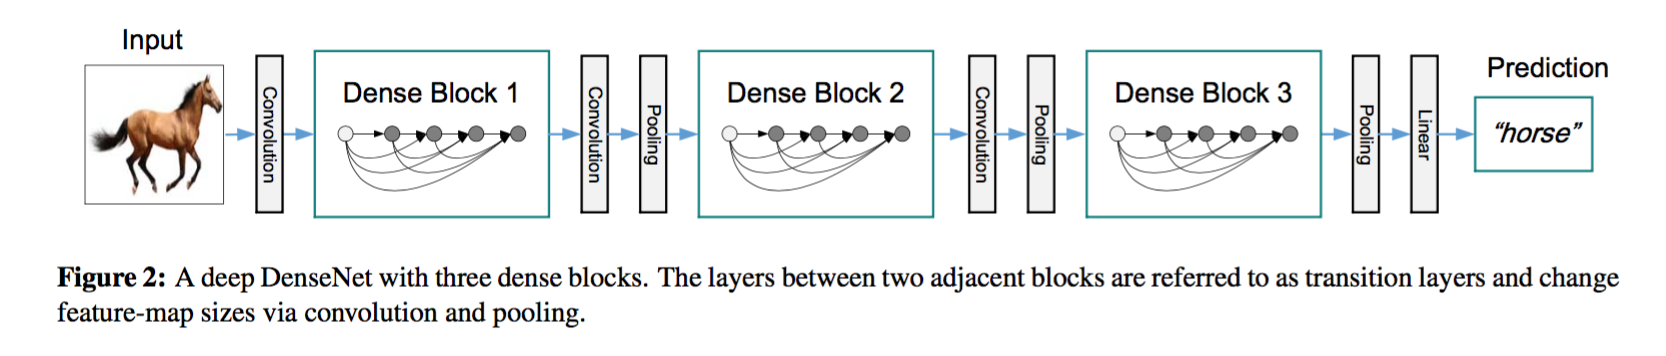 Input
Convolution
Dense Block 1
Convolution
Pooling
Dense Block 2
Convolution
Pooling
Dense Block 3
Pooling
Linear
Prediction
“horse”
Figure 2: A deep DenseNet with three dense blocks. The layers between two adjacent blocks are referred to as transition layers and change
feature-map sizes via convolution and pooling.